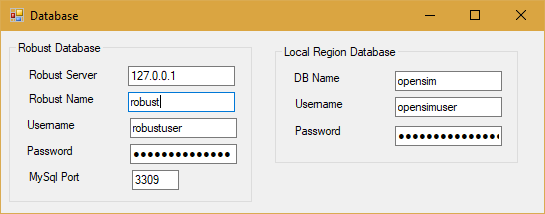 Database
Robust Database
Robust Server 127.0.0.1
Robust Name robust
Username robustuser
Password ●●●●●●●●●●●●●●
MySql Port 3309
Local Region Database
DB Name opensim
Username opensimuser
Password ●●●●●●●●●●●●●●